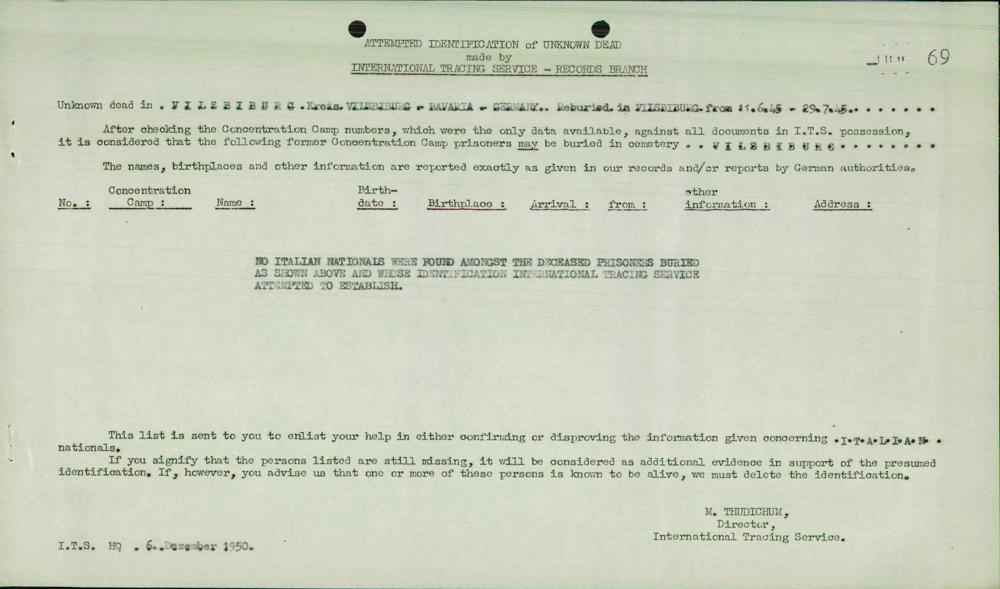 ATTEMPTED IDENTIFICATION of UNKNOWN DEAD
made by
INTERNATIONAL TRACING SERVICE - RECORDS BRANCH
69
Unknown dead in . V I L S B I B U R G . Kreis. VILSBIBURG - BAVARIA - GERMANY.. Reburied. in VILSBIBURG. from 11.6.45 - 29.7.45. . . . . . .
After checking the Concentration Camp numbers, which were the only data available, against all documents in I.T.S. possession,
it is considered that the following former Concentration Camp prisoners may be buried in cemetery . . V I L S B I B U R G . . . . . . . .
The names, birthplaces and other information are reported exactly as given in our records and/or reports by German authorities.
No. : Concentration Camp : Name : Birth-date : Birthplace : Arrival : from : other information : Address :
NO ITALIAN NATIONALS WERE FOUND AMONGST THE DECEASED PRISONERS BURIED
AS SHOWN ABOVE AND WHOSE IDENTIFICATION INTERNATIONAL TRACING SERVICE
ATTEMPTED TO ESTABLISH.
This list is sent to you to enlist your help in either confirming or disproving the information given concerning .I.T.A.L.I.A.N. .
nationals.
If you signify that the persons listed are still missing, it will be considered as additional evidence in support of the presumed
identification. If, however, you advise us that one or more of these persons is known to be alive, we must delete the identification.
M. THUDICHUM,
Director,
International Tracing Service.
I.T.S. HQ . 6. .Dezember 1950.